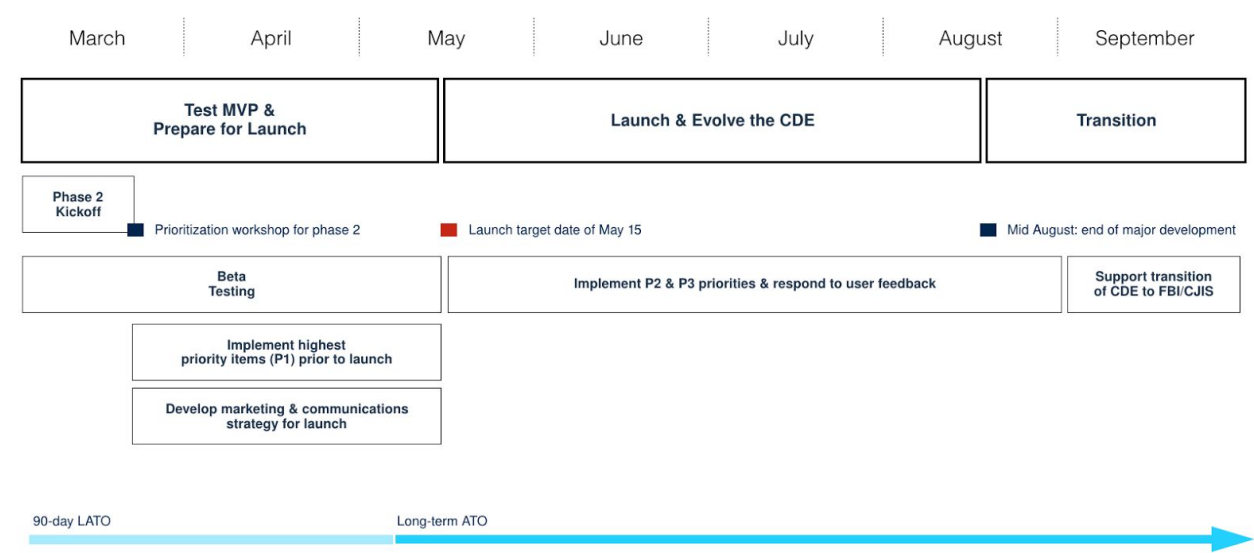 March April May June July August September
Test MVP &
Prepare for Launch
Launch & Evolve the CDE
Transition
Phase 2
Kickoff
Prioritization workshop for phase 2
Launch target date of May 15
Mid August: end of major development
Beta
Testing
Implement P2 & P3 priorities & respond to user feedback
Support transition
of CDE to FBI/CJIS
Implement highest
priority items (P1) prior to launch
Develop marketing & communications
strategy for launch
90-day LATO
Long-term ATO